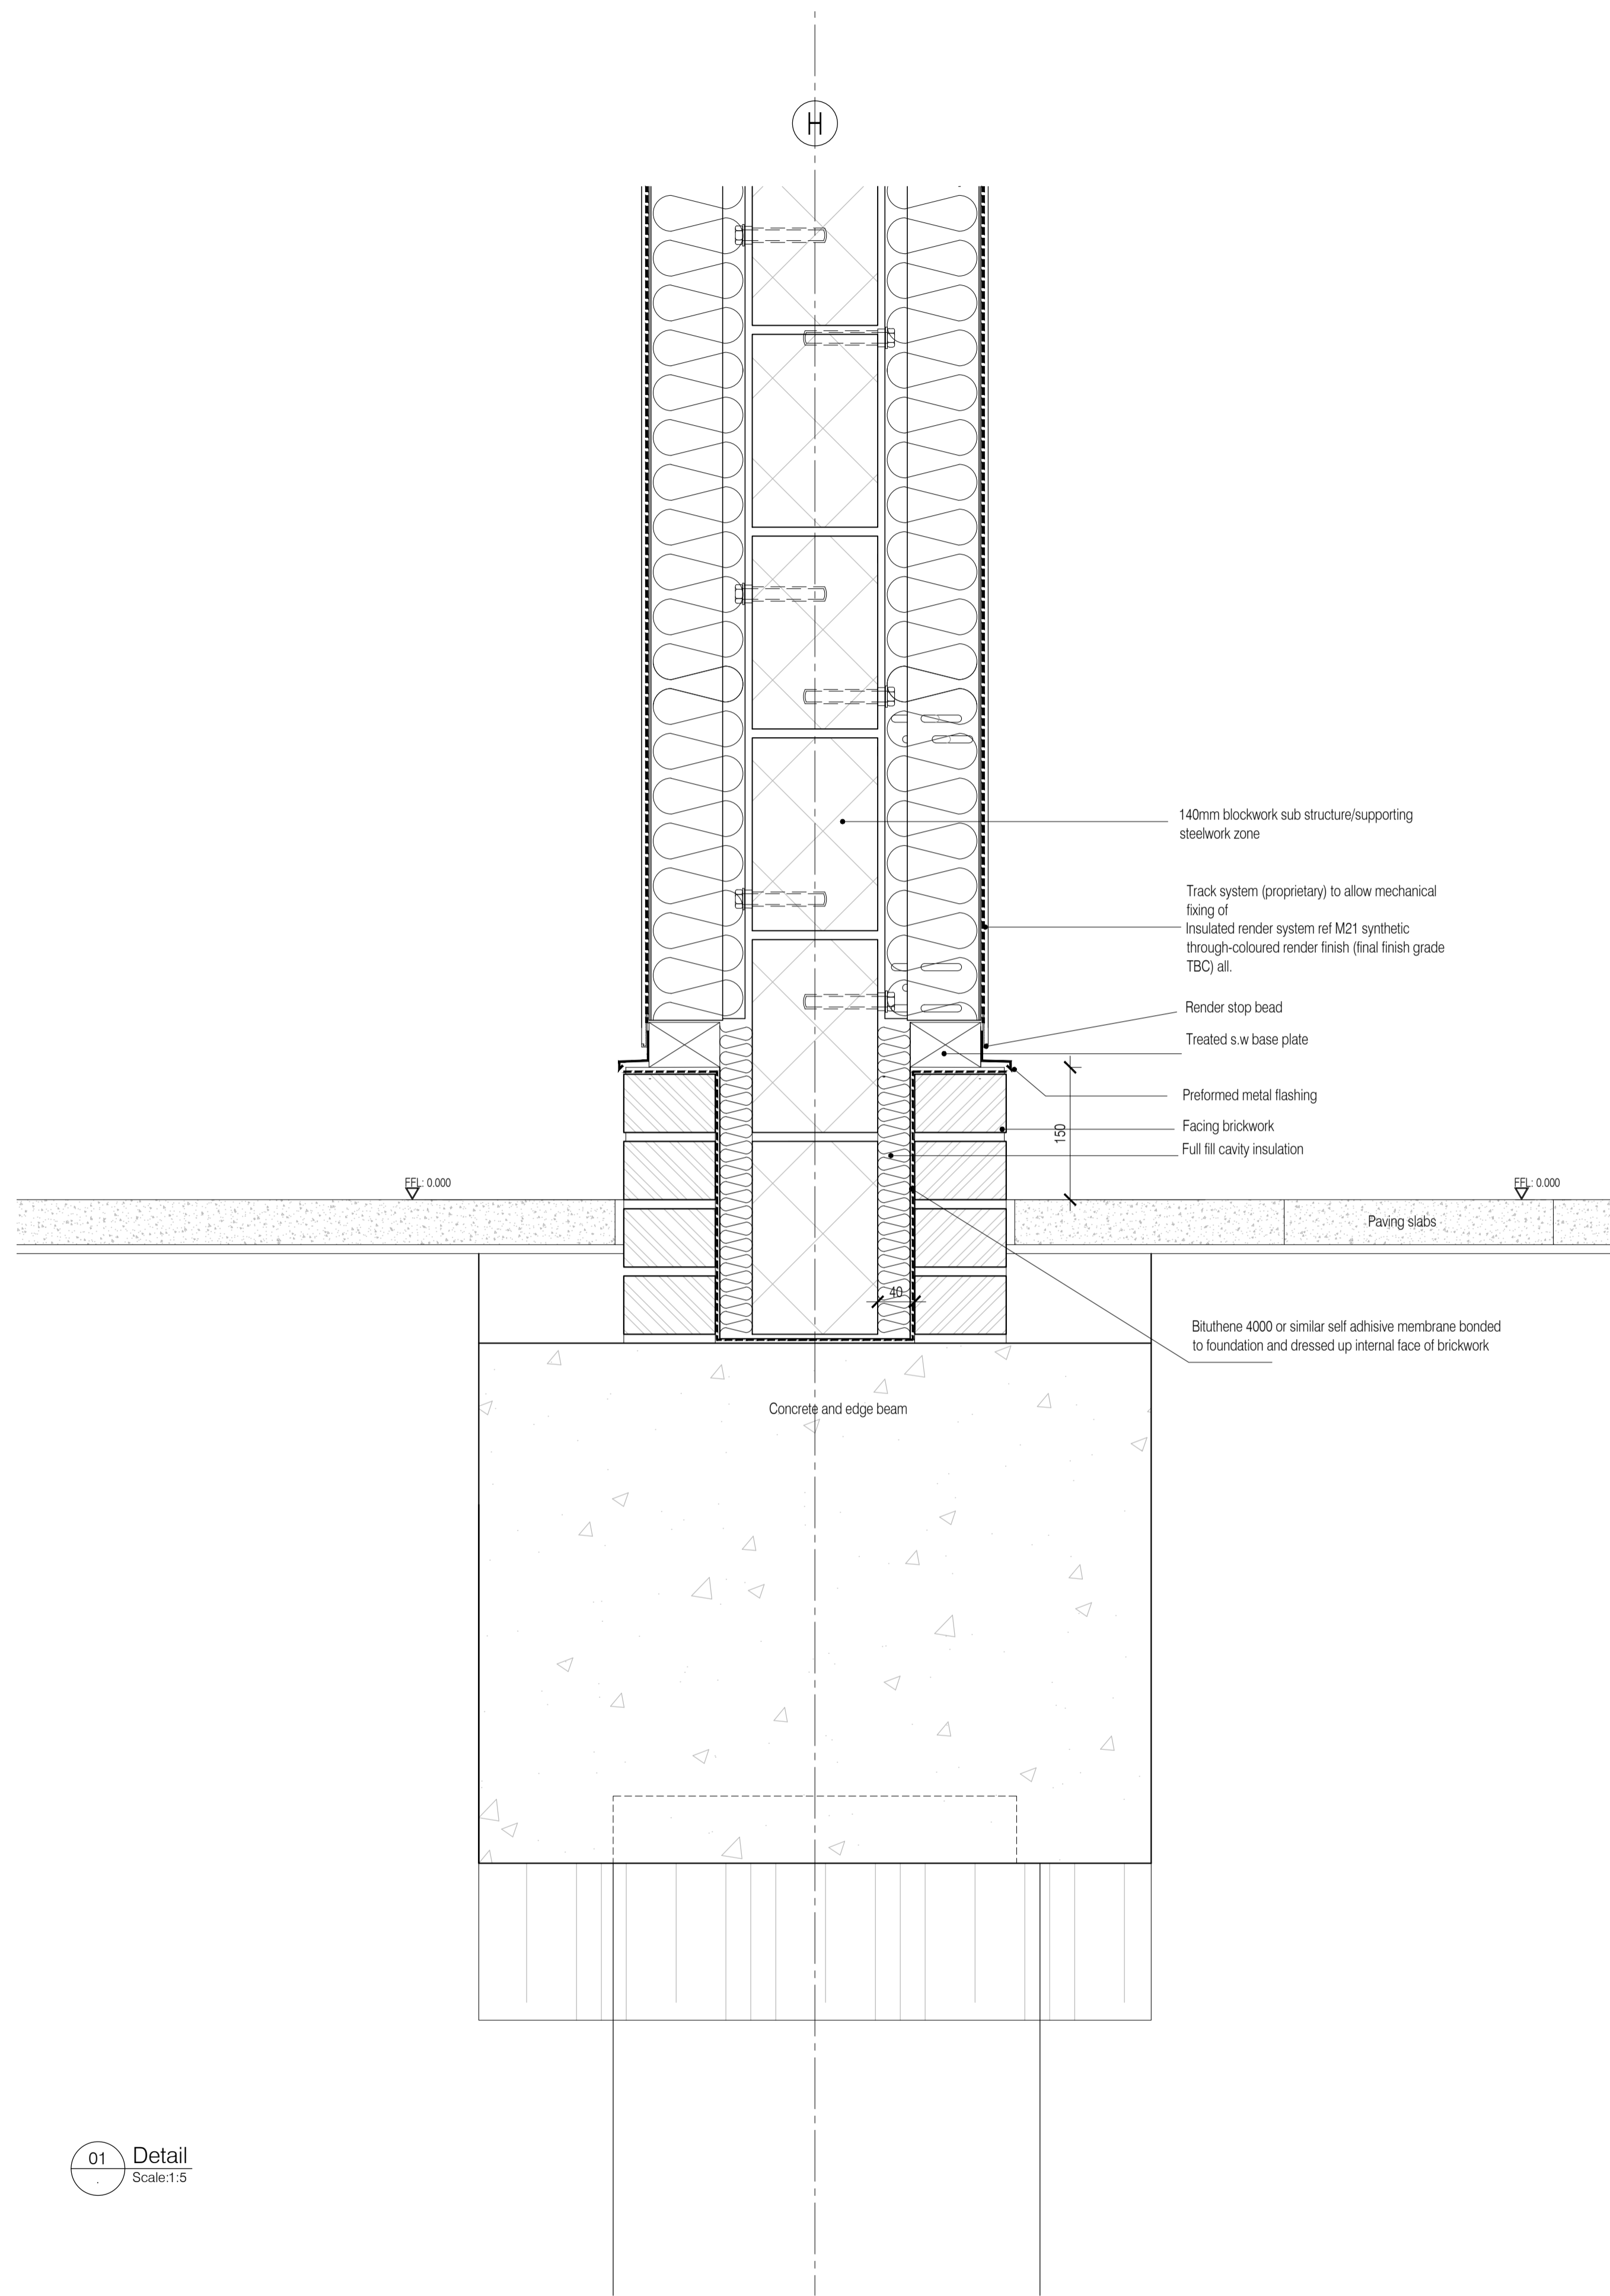 H
140mm blockwork sub structure/supporting
steelwork zone
Track system (proprietary) to allow mechanical
fixing of
Insulated render system ref M21 synthetic
through-coloured render finish (final finish grade
TBC) all.
Render stop bead
Treated s.w base plate
Preformed metal flashing
Facing brickwork
150
Full fill cavity insulation
FFL: 0.000
FFL: 0.000
Paving slabs
40
Bituthene 4000 or similar self adhisive membrane bonded
to foundation and dressed up internal face of brickwork
Concrete and edge beam
01
Detail
.
Scale:1:5